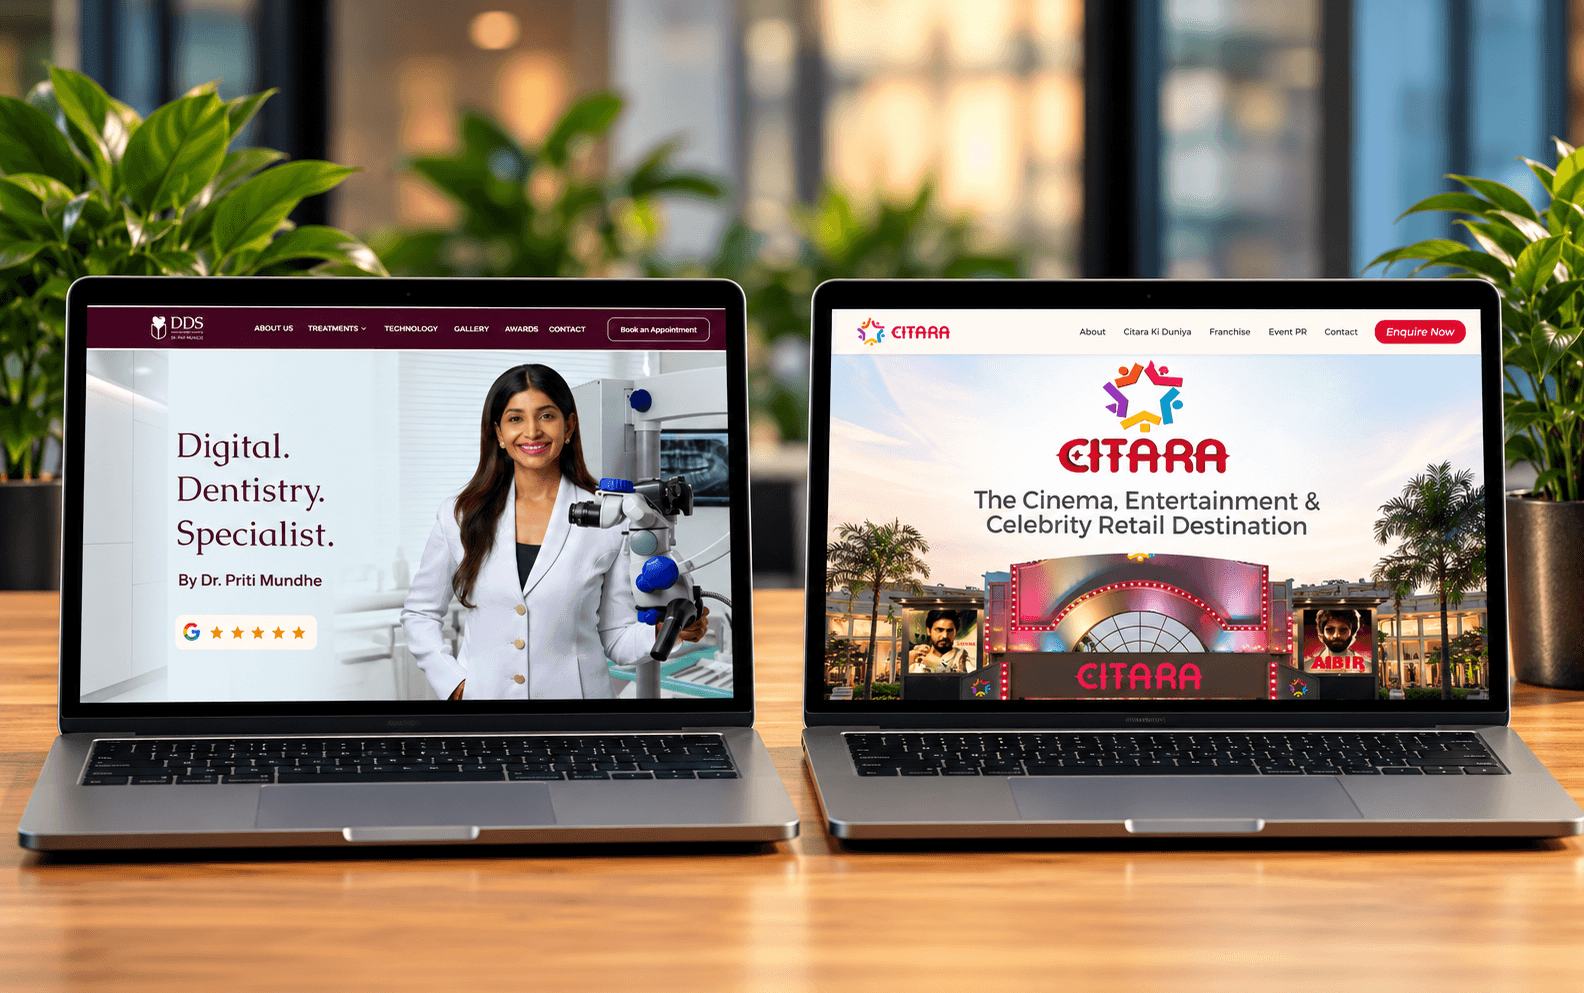 DDS
ABOUT US
TREATMENTS
TECHNOLOGY
GALLERY
AWARDS
CONTACT
Book an Appointment
Digital.
Dentistry.
Specialist.
By Dr. Priti Mundhe
CITARA
About
Citara Ki Duniya
Franchise
Event PR
Contact
Enquire Now
CITARA
The Cinema, Entertainment &
Celebrity Retail Destination
CITARA
AIBIR